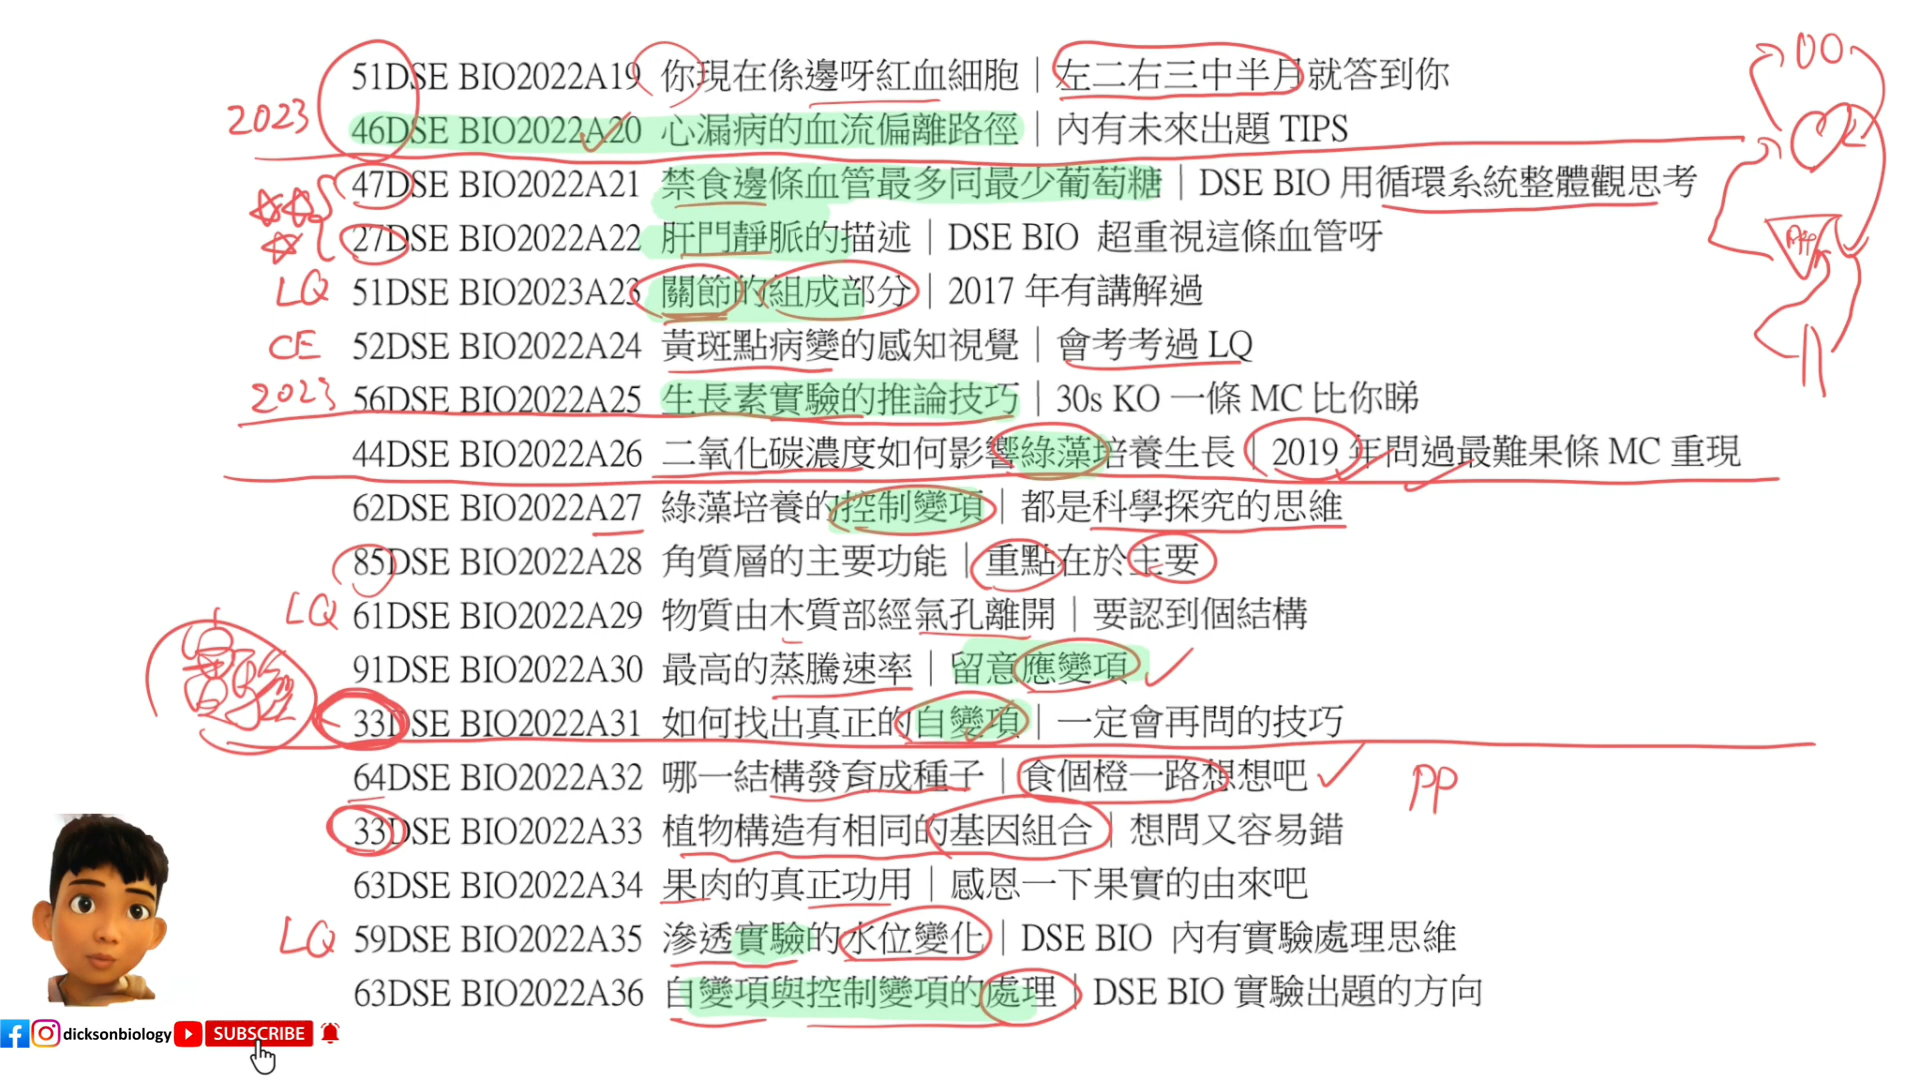 51DSE BIO2022A19 你現在係邊呀紅血細胞｜左二右三中半月就答到你
2023
46DSE BIO2022A20 心漏病的血流偏離路徑｜內有未來出題 TIPS
47DSE BIO2022A21 禁食邊條血管最多同最少葡萄糖｜DSE BIO 用循環系統整體觀思考
27DSE BIO2022A22 肝門靜脈的描述｜DSE BIO 超重視這條血管呀
LQ 51DSE BIO2023A23 關節的組成部分｜2017 年有講解過
CE 52DSE BIO2022A24 黃斑點病變的感知視覺｜會考考過 LQ
2023 56DSE BIO2022A25 生長素實驗的推論技巧｜30s KO 一條 MC 比你睇
44DSE BIO2022A26 二氧化碳濃度如何影響綠藻培養生長｜2019 年問過最難果條 MC 重現
62DSE BIO2022A27 綠藻培養的控制變項｜都是科學探究的思維
85DSE BIO2022A28 角質層的主要功能｜重點在於主要
LQ 61DSE BIO2022A29 物質由木質部經氣孔離開｜要認到個結構
91DSE BIO2022A30 最高的蒸騰速率｜留意應變項
實驗
33DSE BIO2022A31 如何找出真正的自變項｜一定會再問的技巧
64DSE BIO2022A32 哪一結構發育成種子｜食個橙一路想想吧 PP
33DSE BIO2022A33 植物構造有相同的基因組合｜想問又容易錯
63DSE BIO2022A34 果肉的真正功用｜感恩一下果實的由來吧
LQ 59DSE BIO2022A35 滲透實驗的水位變化｜DSE BIO 內有實驗處理思維
63DSE BIO2022A36 自變項與控制變項的處理｜DSE BIO 實驗出題的方向
dicksonbiology SUBSCRIBE